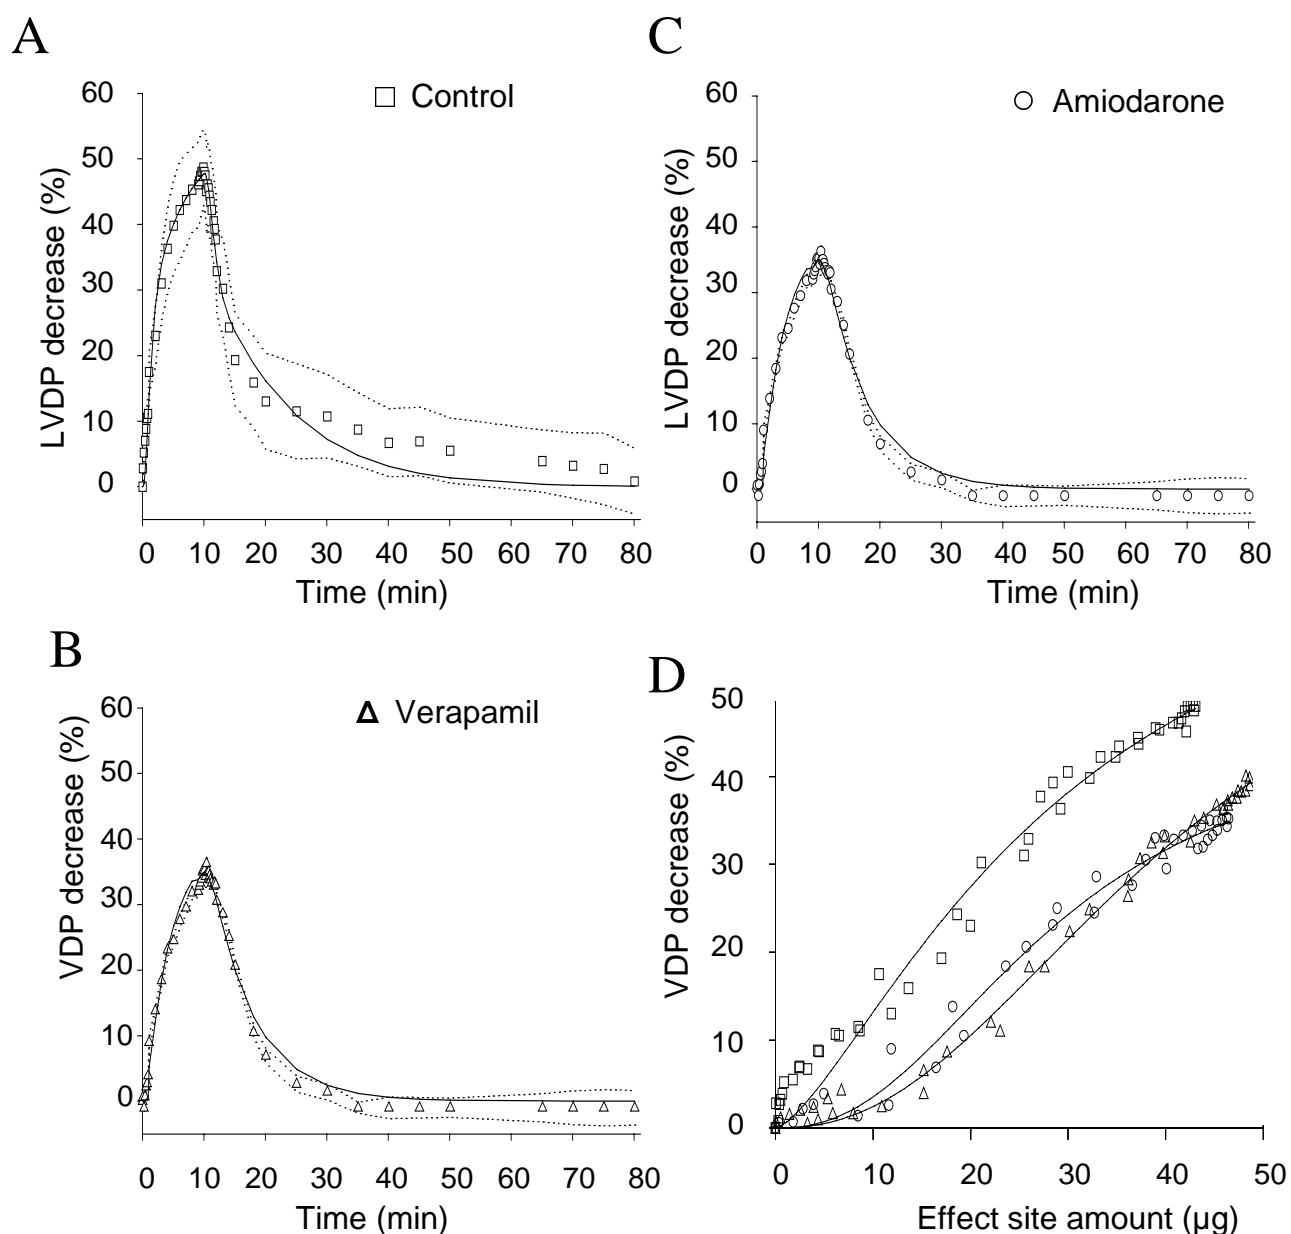 A
Control
60
50
40
30
20
10
0
LVDP decrease (%)
0 10 20 30 40 50 60 70 80
Time (min)
C
Amiodarone
60
50
40
30
20
10
0
LVDP decrease (%)
0 10 20 30 40 50 60 70 80
Time (min)
B
Verapamil
60
50
40
30
20
10
0
VDP decrease (%)
0 10 20 30 40 50 60 70 80
Time (min)
D
50
40
30
20
10
0
VDP decrease (%)
0 10 20 30 40 50
Effect site amount (µg)